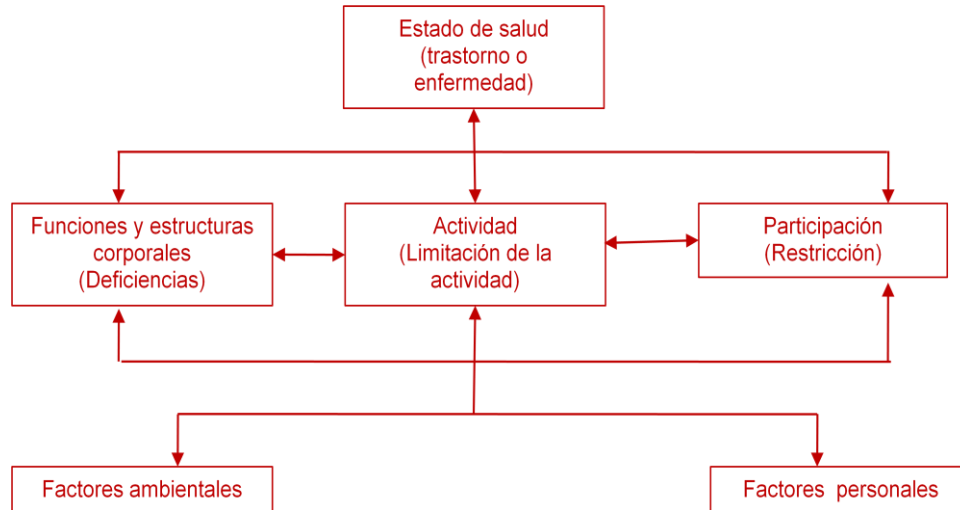 Estado de salud
(trastorno o
enfermedad)
Funciones y estructuras
corporales
(Deficiencias)
Actividad
(Limitación de la
actividad)
Participación
(Restricción)
Factores ambientales
Factores personales